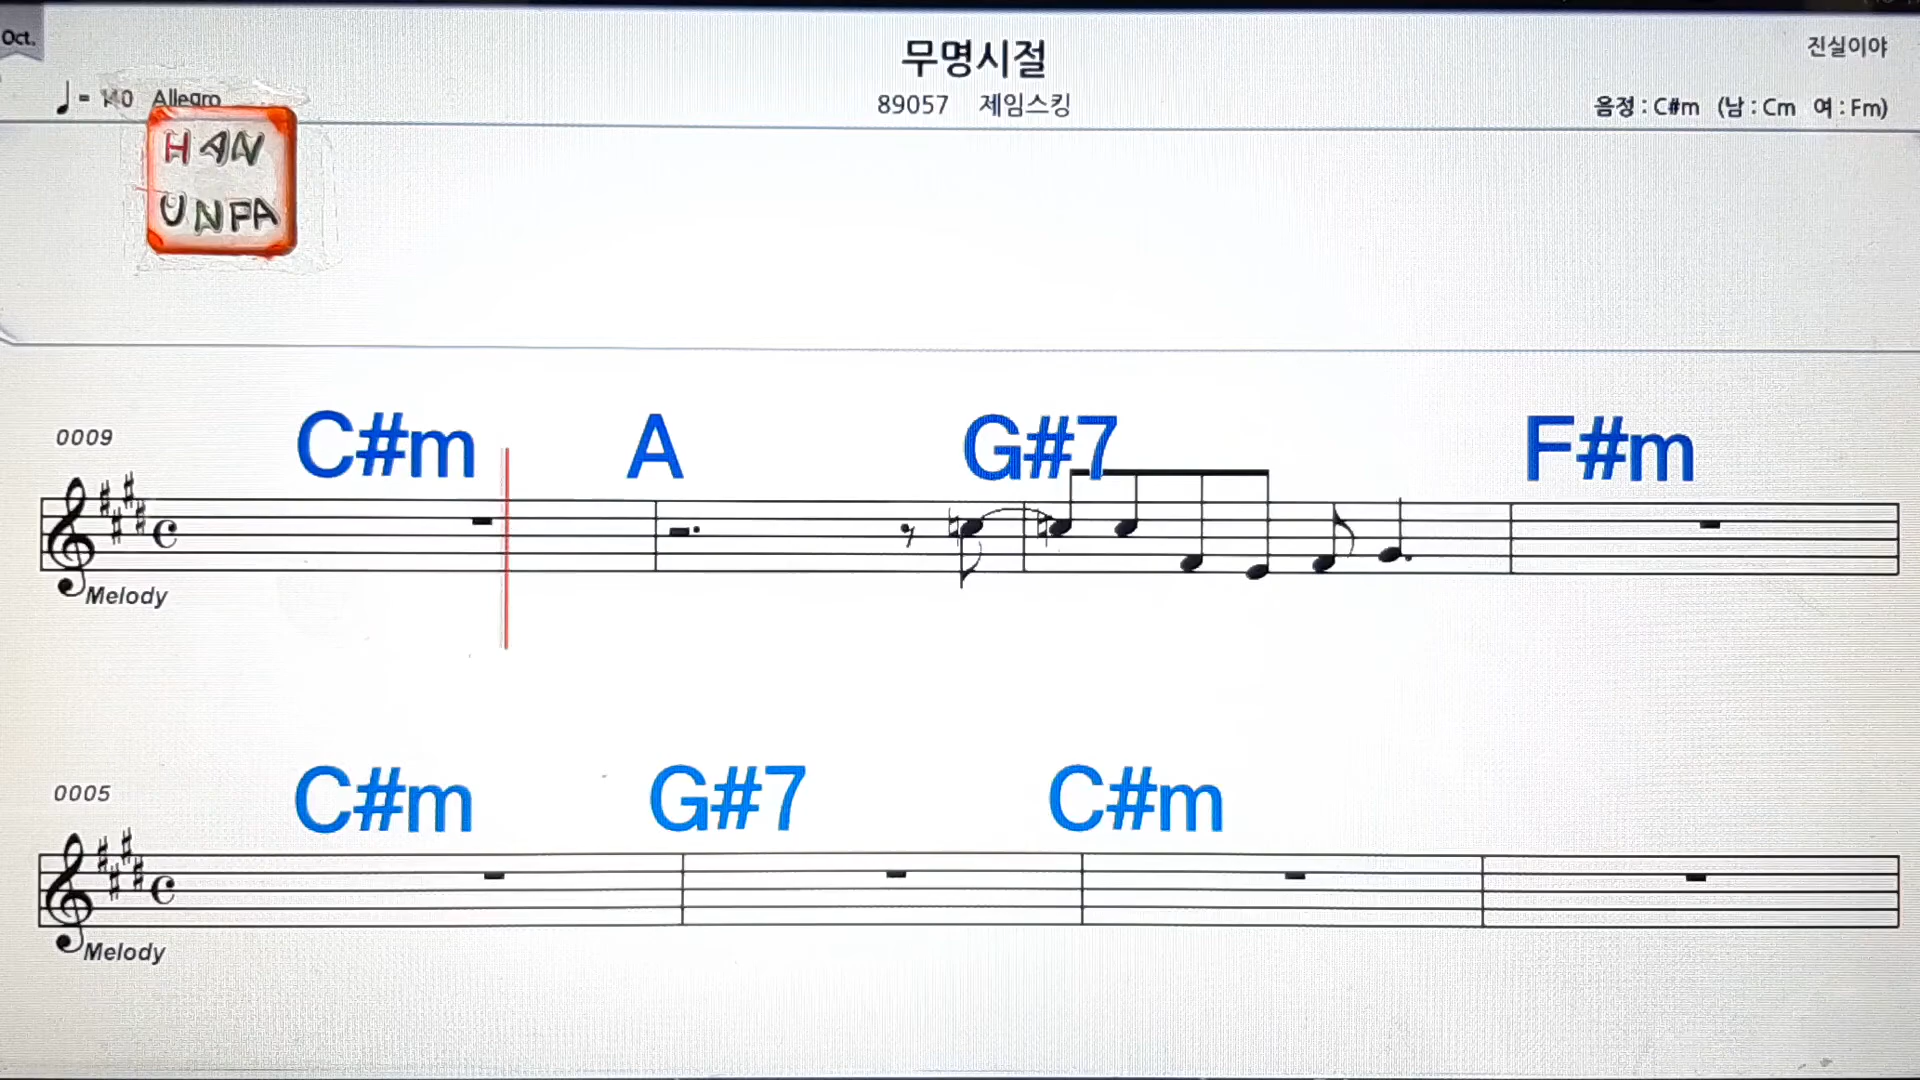 Oct.
무명시절
진실이야
♩= 140 Allegro
89057 제임스킹
음정 : C#m (남 : Cm 여 : Fm)
HAN
UNPA
0009
C#m A G#7 F#m
Melody
0005
C#m G#7 C#m
Melody